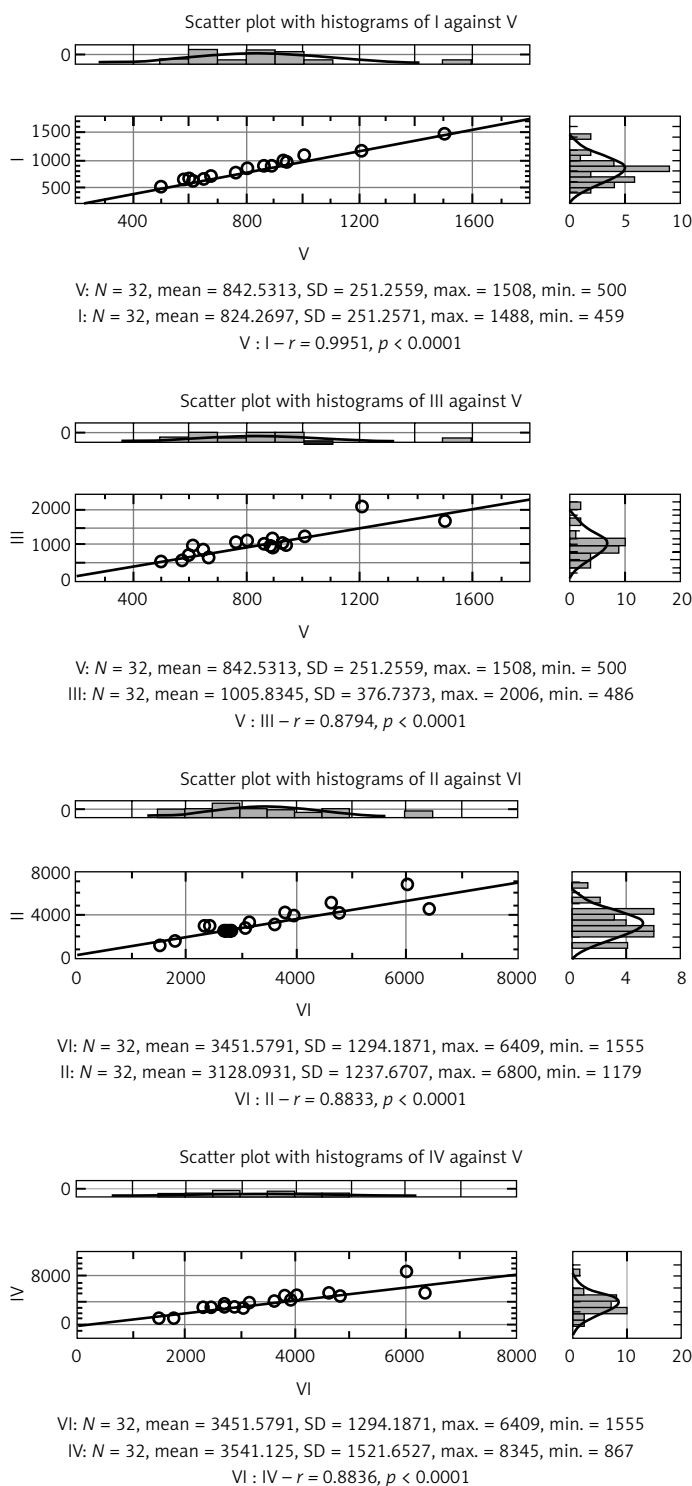 Scatter plot with histograms of I against V
0
I
1500
1000
500
400 800 1200 1600
0 5 10
V
V: N = 32, mean = 842.5313, SD = 251.2559, max. = 1508, min. = 500
I: N = 32, mean = 824.2697, SD = 251.2571, max. = 1488, min. = 459
V : I – r = 0.9951, p < 0.0001
Scatter plot with histograms of III against V
0
III
2000
1000
0
400 800 1200 1600
0 10 20
V
V: N = 32, mean = 842.5313, SD = 251.2559, max. = 1508, min. = 500
III: N = 32, mean = 1005.8345, SD = 376.7373, max. = 2006, min. = 486
V : III – r = 0.8794, p < 0.0001
Scatter plot with histograms of II against VI
0
II
8000
4000
0
0 2000 4000 6000 8000
0 4 8
VI
VI: N = 32, mean = 3451.5791, SD = 1294.1871, max. = 6409, min. = 1555
II: N = 32, mean = 3128.0931, SD = 1237.6707, max. = 6800, min. = 1179
VI : II – r = 0.8833, p < 0.0001
Scatter plot with histograms of IV against V
0
IV
8000
0
0 2000 4000 6000 8000
0 10 20
VI
VI: N = 32, mean = 3451.5791, SD = 1294.1871, max. = 6409, min. = 1555
IV: N = 32, mean = 3541.125, SD = 1521.6527, max. = 8345, min. = 867
VI : IV – r = 0.8836, p < 0.0001